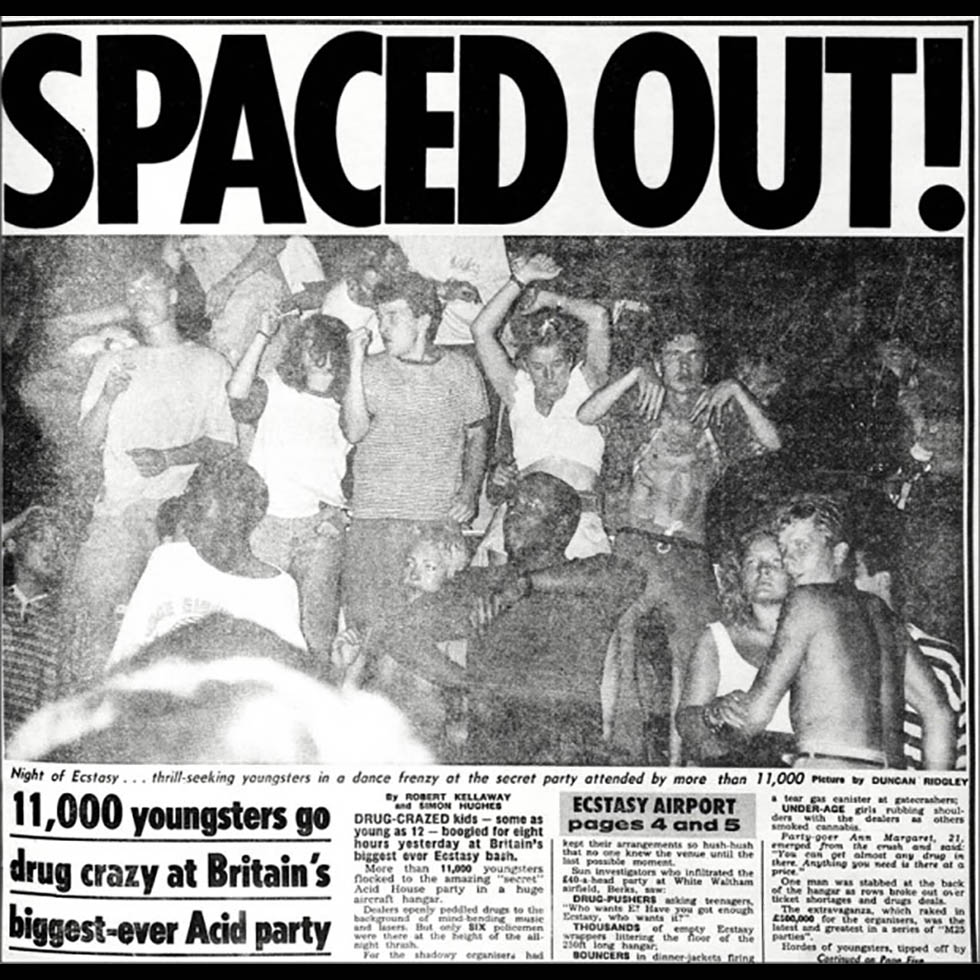 SPACED OUT!
Night of Ecstasy . . . thrill-seeking youngsters in a dance frenzy at the secret party attended by more than 11,000 Picture by DUNCAN RIDGLEY
11,000 youngsters go
drug crazy at Britain's
biggest-ever Acid party
By ROBERT KELLAWAY
and SIMON HUGHES
DRUG-CRAZED kids — some as
young as 12 — boogied for eight
hours yesterday at Britain's
biggest ever Ecstasy bash.
More than 11,000 youngsters
flocked to the amazing "secret"
Acid House party in a huge
aircraft hangar.
Dealers openly peddled drugs to the
background of mind-bending music
and lasers. But only SIX policemen
were there at the height of the all-
night thrash.
For the shadowy organisers had
ECSTASY AIRPORT
pages 4 and 5
kept their arrangements so hush-hush
that no one knew the venue until the
last possible moment.
Sun investigators who infiltrated the
£40-a-head party at White Waltham
airfield, Berks, saw:
DRUG-PUSHERS asking teenagers,
"Who wants E? Have you got enough
Ecstasy, who wants it?"
THOUSANDS of empty Ecstasy
wrappers littering the floor of the
250ft long hangar;
BOUNCERS in dinner-jackets firing
a tear gas canister at gatecrashers;
UNDER-AGE girls rubbing shoul-
ders with the dealers as others
smoked cannabis.
Party-goer Ann Margaret, 21,
emerged from the crush and said:
"You can get almost any drug in
there. Anything you need is there at a
price."
One man was stabbed at the back
of the hangar as rows broke out over
ticket shortages and drugs deals.
The extravaganza, which raked in
£500,000 for the organisers, was the
latest and greatest in a series of "M25
parties".
Hordes of youngsters, tipped off by
Continued on Page Five